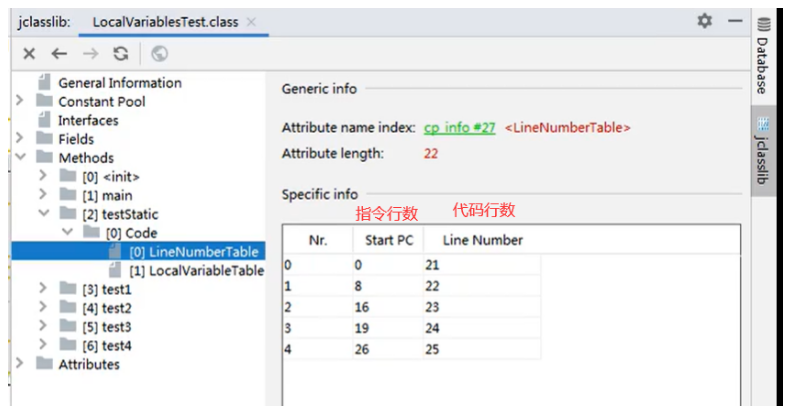 jclasslib: LocalVariablesTest.class
General Information
Constant Pool
Interfaces
Fields
Methods
[0] <init>
[1] main
[2] testStatic
[0] Code
[0] LineNumberTable
[1] LocalVariableTable
[3] test1
[4] test2
[5] test3
[6] test4
Attributes
Generic info
Attribute name index: cp info #27 <LineNumberTable>
Attribute length: 22
Specific info
指令行数 代码行数
Nr. Start PC Line Number
0 0 21
1 8 22
2 16 23
3 19 24
4 26 25
Database
jclasslib